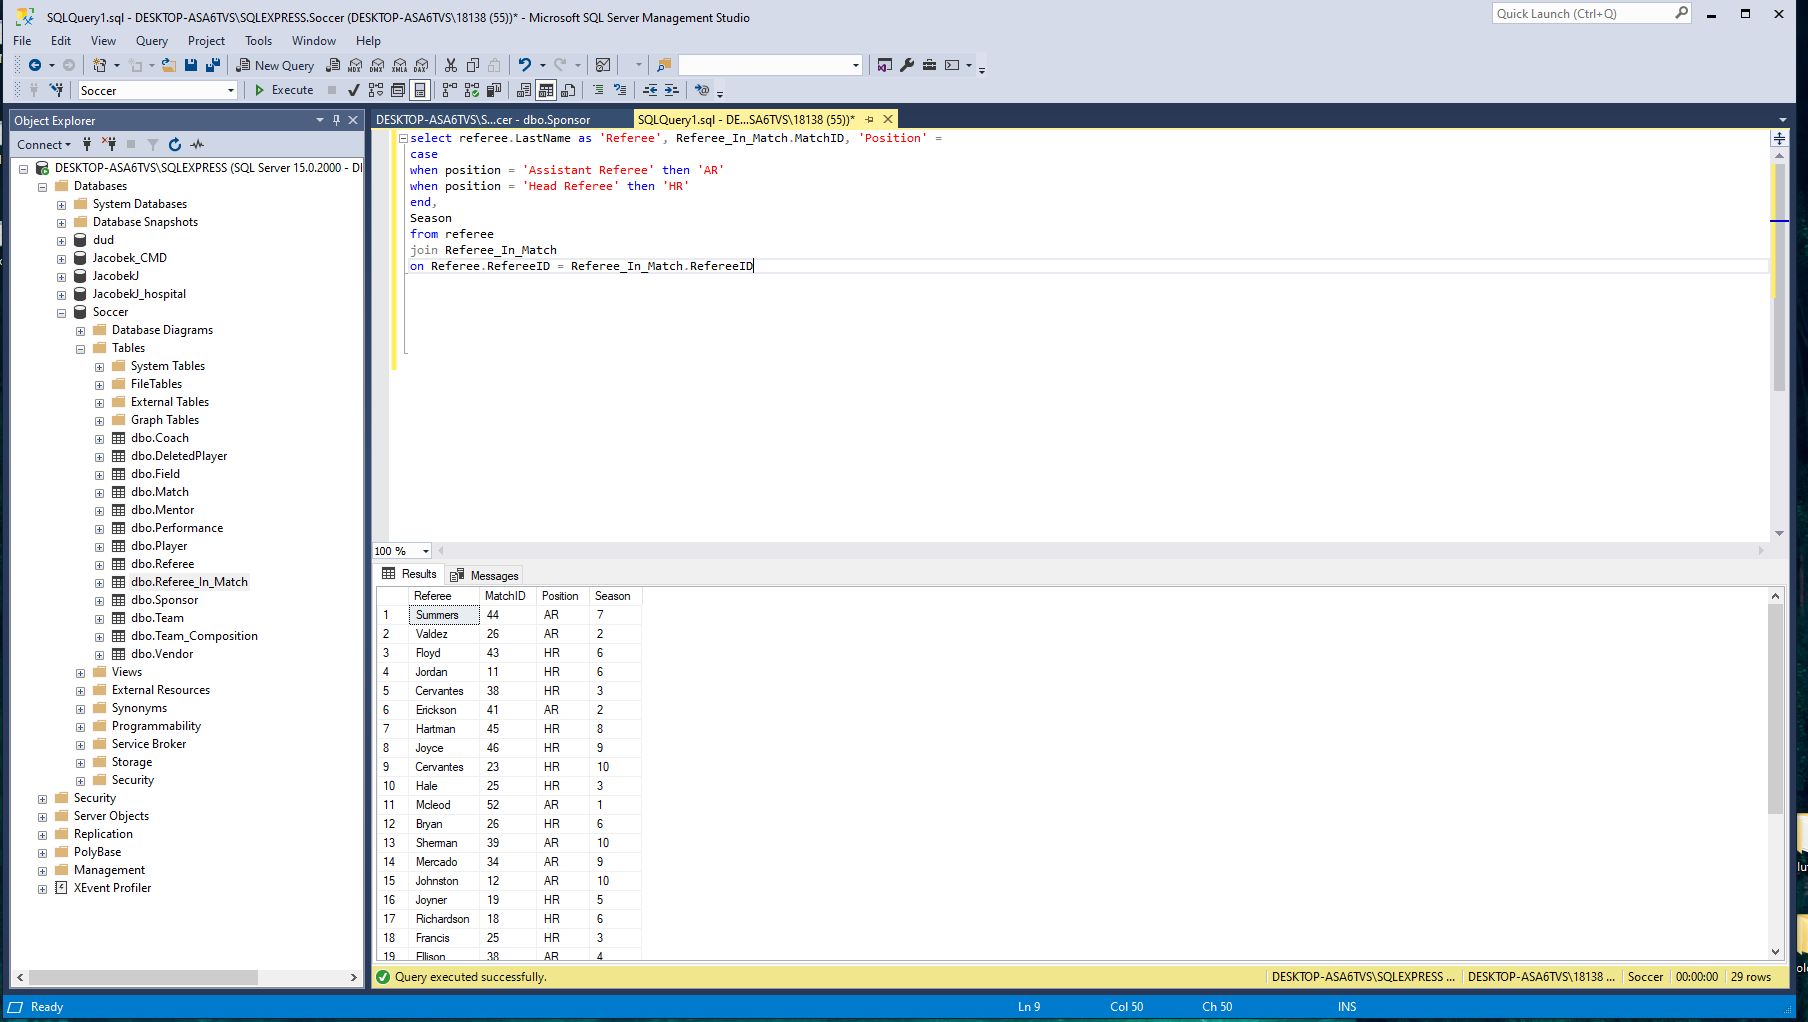 SQLQuery1.sql - DESKTOP-ASA6TVS\SQLEXPRESS.Soccer (DESKTOP-ASA6TVS\18138 (55))* - Microsoft SQL Server Management Studio
Quick Launch (Ctrl+Q)
File Edit View Query Project Tools Window Help
New Query MDX DMX XMLA DAX
Soccer Execute
Object Explorer
Connect
DESKTOP-ASA6TVS\SQLEXPRESS (SQL Server 15.0.2000 - DE
Databases
System Databases
Database Snapshots
dud
Jacobek_CMD
JacobekJ
JacobekJ_hospital
Soccer
Database Diagrams
Tables
System Tables
FileTables
External Tables
Graph Tables
dbo.Coach
dbo.DeletedPlayer
dbo.Field
dbo.Match
dbo.Mentor
dbo.Performance
dbo.Player
dbo.Referee
dbo.Referee_In_Match
dbo.Sponsor
dbo.Team
dbo.Team_Composition
dbo.Vendor
Views
External Resources
Synonyms
Programmability
Service Broker
Storage
Security
Security
Server Objects
Replication
PolyBase
Management
XEvent Profiler
DESKTOP-ASA6TVS\S...cer - dbo.Sponsor
SQLQuery1.sql - DE...SA6TVS\18138 (55))*
select referee.LastName as 'Referee', Referee_In_Match.MatchID, 'Position' =
case
when position = 'Assistant Referee' then 'AR'
when position = 'Head Referee' then 'HR'
end,
Season
from referee
join Referee_In_Match
on Referee.RefereeID = Referee_In_Match.RefereeID
100 %
Results Messages
Referee MatchID Position Season
1 Summers 44 AR 7
2 Valdez 26 AR 2
3 Floyd 43 HR 6
4 Jordan 11 HR 6
5 Cervantes 38 HR 3
6 Erickson 41 AR 2
7 Hartman 45 HR 8
8 Joyce 46 HR 9
9 Cervantes 23 HR 10
10 Hale 25 HR 3
11 Mcleod 52 AR 1
12 Bryan 26 HR 6
13 Sherman 39 AR 10
14 Mercado 34 AR 9
15 Johnston 12 AR 10
16 Joyner 19 HR 5
17 Richardson 18 HR 6
18 Francis 25 HR 3
19 Ellison 38 AR 4
Query executed successfully.
DESKTOP-ASA6TVS\SQLEXPRESS ... DESKTOP-ASA6TVS\18138 ... Soccer 00:00:00 29 rows
Ready Ln 9 Col 50 Ch 50 INS